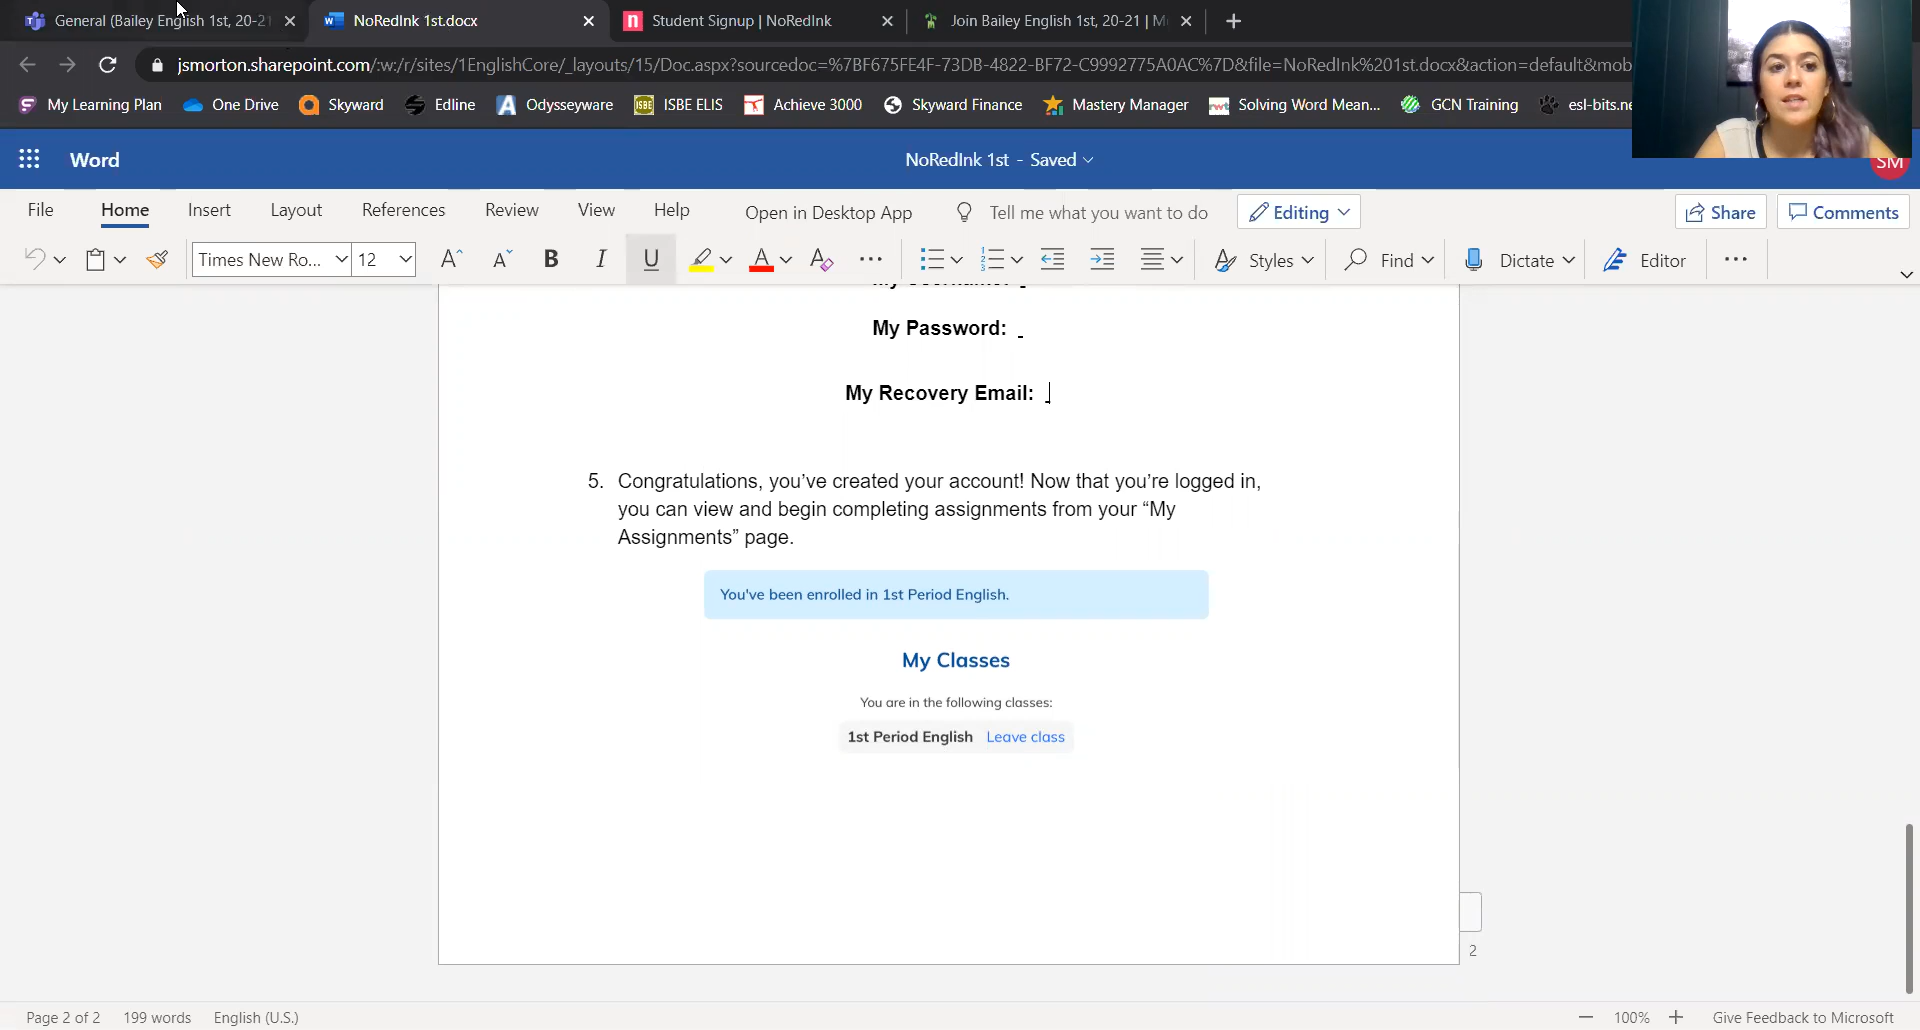 General (Bailey English 1st, 20-21
NoRedInk 1st.docx
Student Signup | NoRedInk
Join Bailey English 1st, 20-21 | M
jsmorton.sharepoint.com/:w:/r/sites/1EnglishCore/_layouts/15/Doc.aspx?sourcedoc=%7BF675FE4F-73DB-4822-BF72-C9992775A0AC%7D&file=NoRedInk%201st.docx&action=default&mob
My Learning Plan
One Drive
Skyward
Edline
Odysseyware
ISBE ELIS
Achieve 3000
Skyward Finance
Mastery Manager
Solving Word Mean...
GCN Training
esl-bits.ne
Word
NoRedInk 1st - Saved
SM
File
Home
Insert
Layout
References
Review
View
Help
Open in Desktop App
Tell me what you want to do
Editing
Share
Comments
Times New Ro...
12
Styles
Find
Dictate
Editor
My Password: _
My Recovery Email: _
5. Congratulations, you've created your account! Now that you're logged in,
you can view and begin completing assignments from your “My
Assignments” page.
You've been enrolled in 1st Period English.
My Classes
You are in the following classes:
1st Period English Leave class
2
Page 2 of 2
199 words
English (U.S.)
100%
Give Feedback to Microsoft